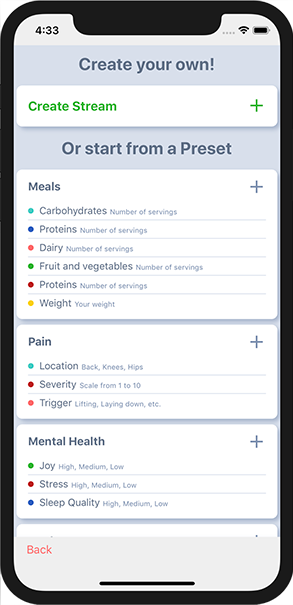 4:33
Create your own!
Create Stream
Or start from a Preset
Meals
Carbohydrates Number of servings
Proteins Number of servings
Dairy Number of servings
Fruit and vegetables Number of servings
Proteins Number of servings
Weight Your weight
Pain
Location Back, Knees, Hips
Severity Scale from 1 to 10
Trigger Lifting, Laying down, etc.
Mental Health
Joy High, Medium, Low
Stress High, Medium, Low
Sleep Quality High, Medium, Low
Back